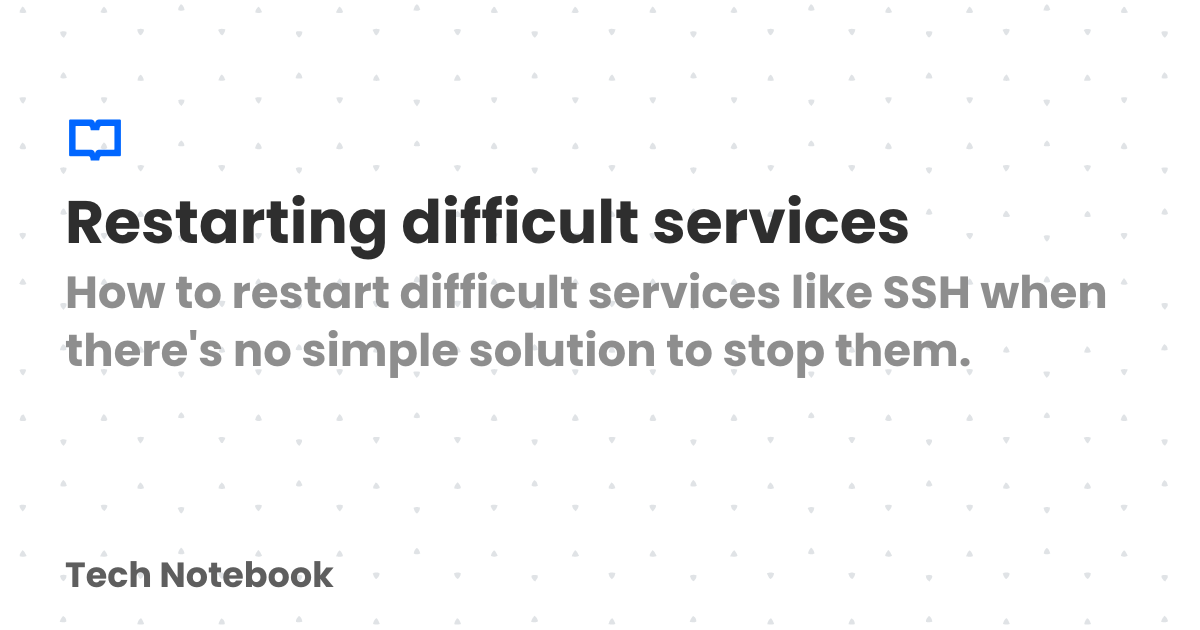 Restarting difficult services
How to restart difficult services like SSH when
there's no simple solution to stop them.
Tech Notebook